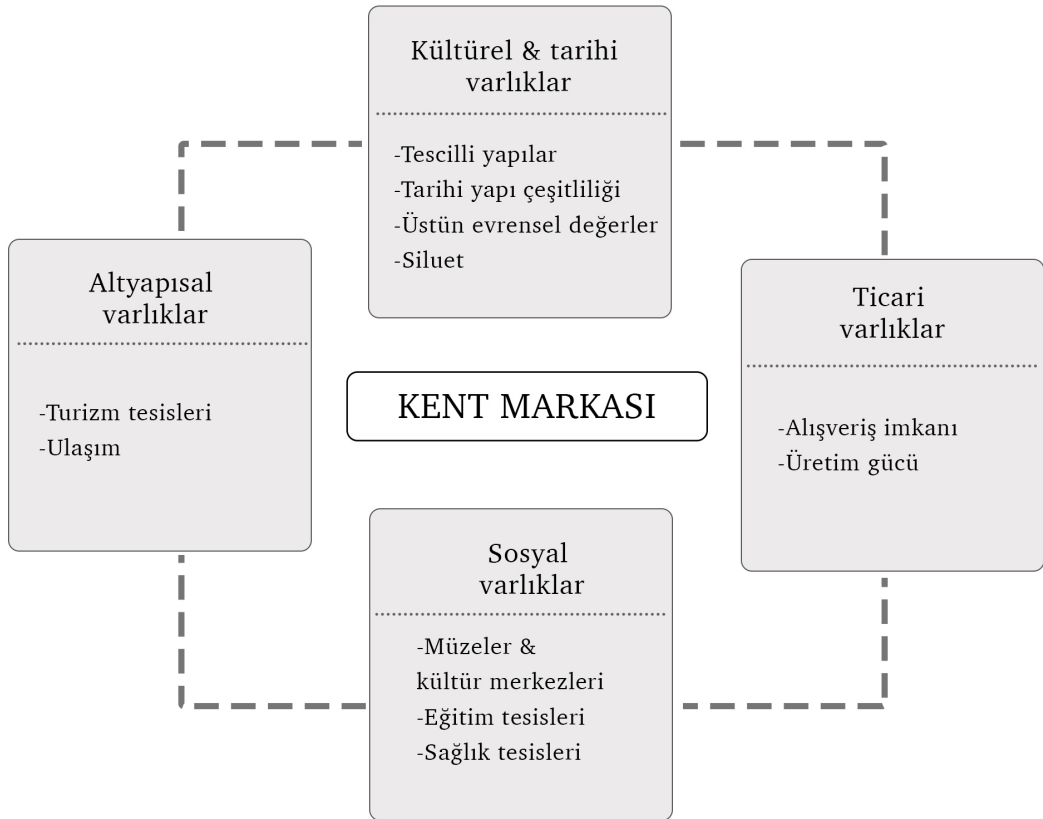 Kültürel & tarihi
varlıklar
-Tescilli yapılar
-Tarihi yapı çeşitliliği
-Üstün evrensel değerler
-Siluet
Altyapısal
varlıklar
-Turizm tesisleri
-Ulaşım
KENT MARKASI
Ticari
varlıklar
-Alışveriş imkanı
-Üretim gücü
Sosyal
varlıklar
-Müzeler &
kültür merkezleri
-Eğitim tesisleri
-Sağlık tesisleri